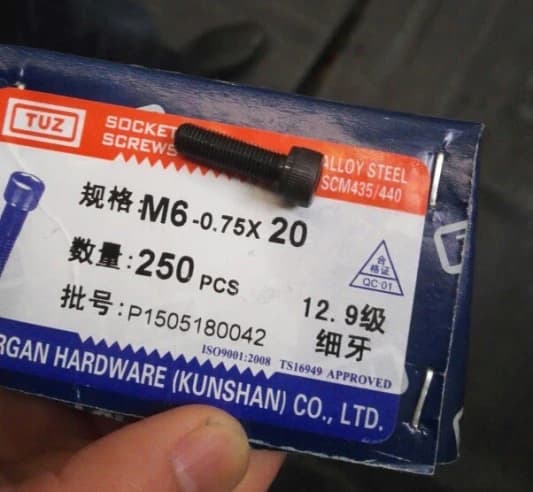 TUZ
SOCKET
SCREWS
ALLOY STEEL
SCM435/440
规格:M6-0.75X 20
数量:250 PCS
合
格证
QC-01
批号:P1505180042
12.9级
细牙
ISO9001:2008 TS16949 APPROVED
RGAN HARDWARE (KUNSHAN) CO., LTD.